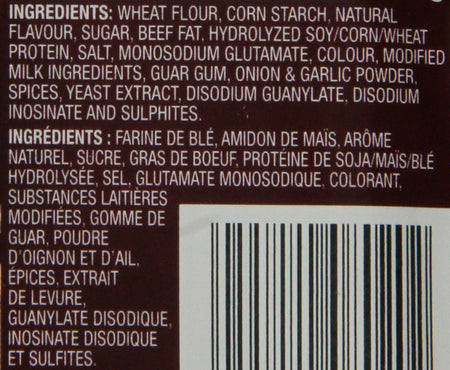 INGREDIENTS: WHEAT FLOUR, CORN STARCH, NATURAL
FLAVOUR, SUGAR, BEEF FAT, HYDROLYZED SOY/CORN/WHEAT
PROTEIN, SALT, MONOSODIUM GLUTAMATE, COLOUR, MODIFIED
MILK INGREDIENTS, GUAR GUM, ONION & GARLIC POWDER,
SPICES, YEAST EXTRACT, DISODIUM GUANYLATE, DISODIUM
INOSINATE AND SULPHITES.
INGRÉDIENTS : FARINE DE BLÉ, AMIDON DE MAÏS, ARÔME
NATUREL, SUCRE, GRAS DE BOEUF, PROTÉINE DE SOJA/MAÏS/BLÉ
HYDROLYSÉE, SEL, GLUTAMATE MONOSODIQUE, COLORANT,
SUBSTANCES LAITIÈRES
MODIFIÉES, GOMME DE
GUAR, POUDRE
D'OIGNON ET D'AIL,
ÉPICES, EXTRAIT
DE LEVURE,
GUANYLATE DISODIQUE,
INOSINATE DISODIQUE
ET SULFITES.